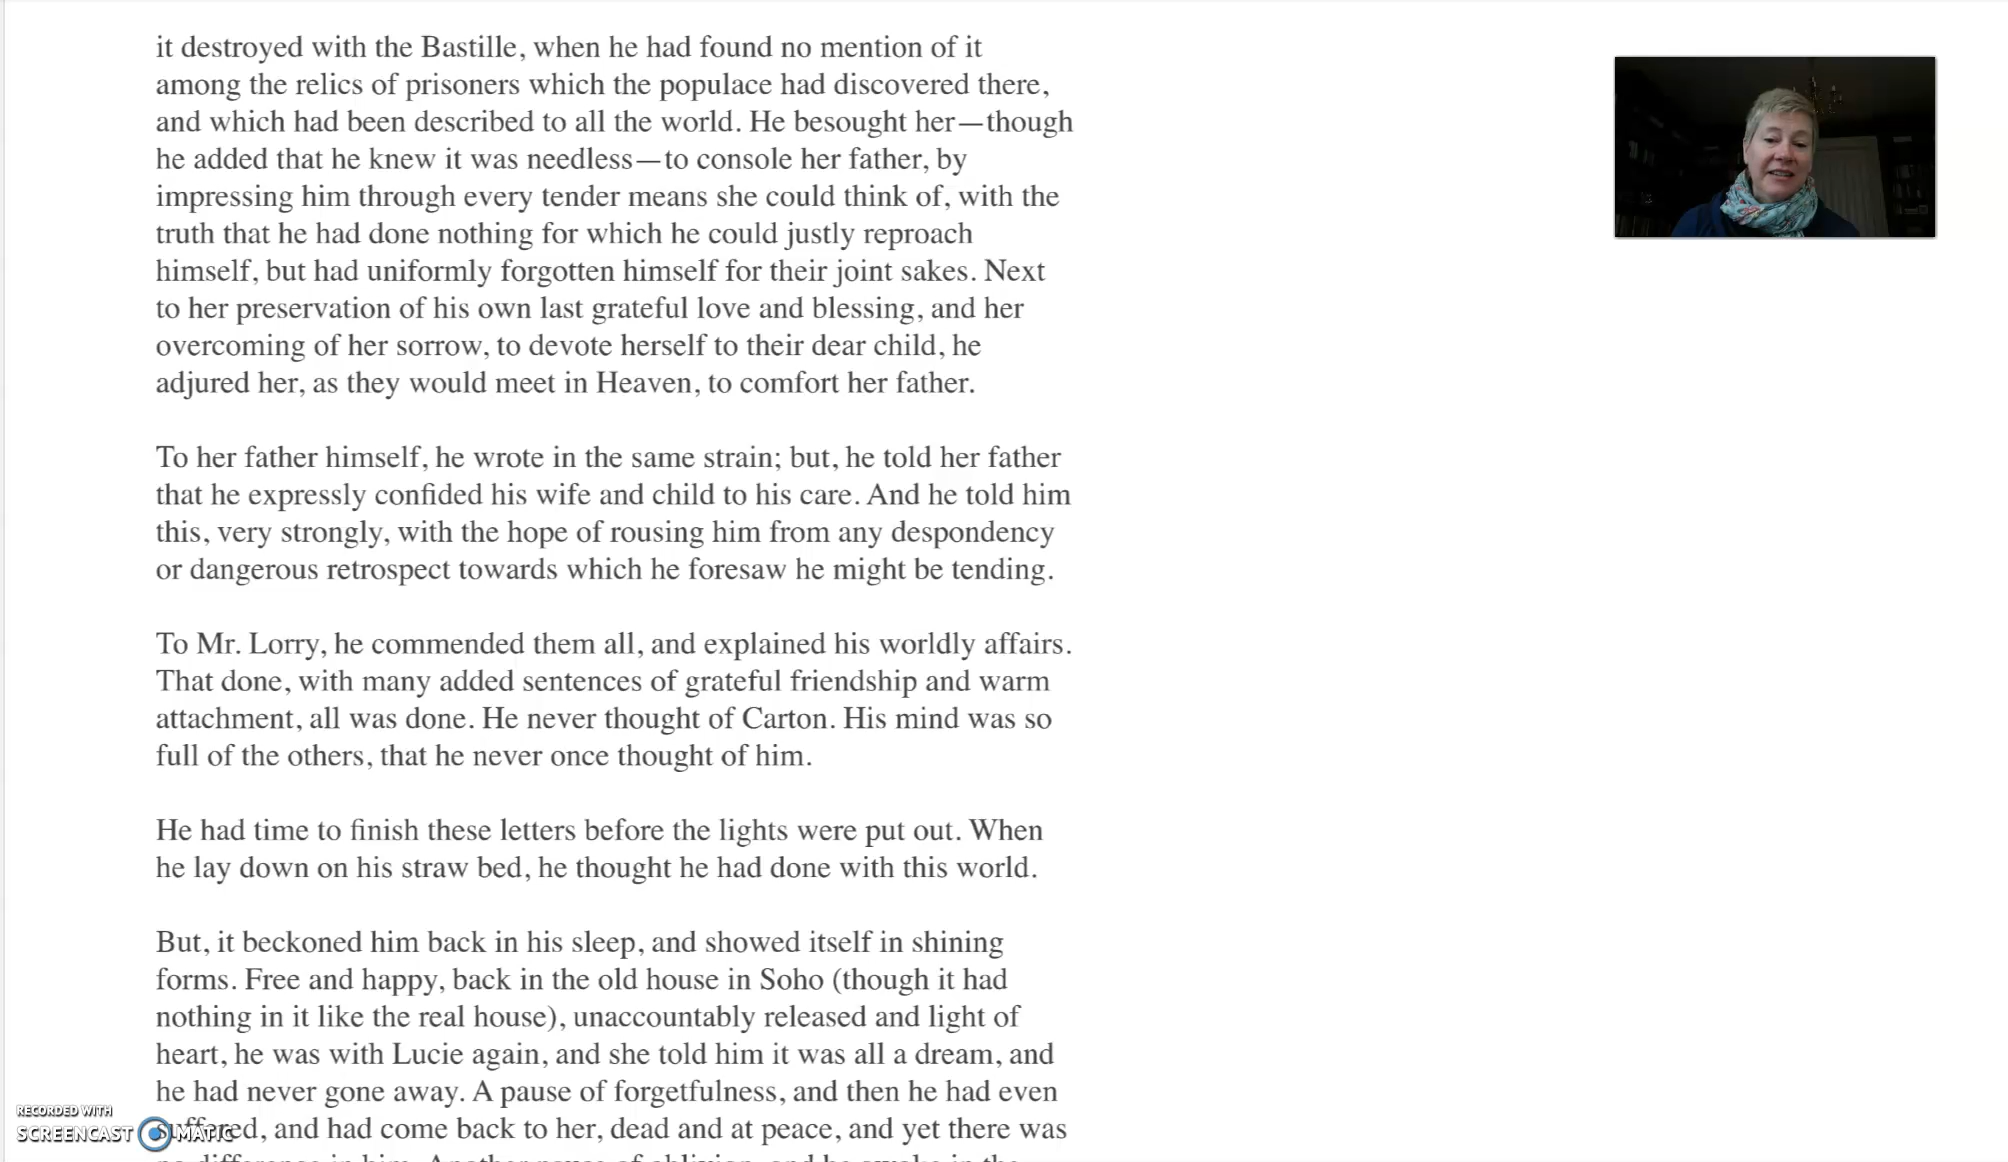 it destroyed with the Bastille, when he had found no mention of it
among the relics of prisoners which the populace had discovered there,
and which had been described to all the world. He besought her—though
he added that he knew it was needless—to console her father, by
impressing him through every tender means she could think of, with the
truth that he had done nothing for which he could justly reproach
himself, but had uniformly forgotten himself for their joint sakes. Next
to her preservation of his own last grateful love and blessing, and her
overcoming of her sorrow, to devote herself to their dear child, he
adjured her, as they would meet in Heaven, to comfort her father.
To her father himself, he wrote in the same strain; but, he told her father
that he expressly confided his wife and child to his care. And he told him
this, very strongly, with the hope of rousing him from any despondency
or dangerous retrospect towards which he foresaw he might be tending.
To Mr. Lorry, he commended them all, and explained his worldly affairs.
That done, with many added sentences of grateful friendship and warm
attachment, all was done. He never thought of Carton. His mind was so
full of the others, that he never once thought of him.
He had time to finish these letters before the lights were put out. When
he lay down on his straw bed, he thought he had done with this world.
But, it beckoned him back in his sleep, and showed itself in shining
forms. Free and happy, back in the old house in Soho (though it had
nothing in it like the real house), unaccountably released and light of
heart, he was with Lucie again, and she told him it was all a dream, and
he had never gone away. A pause of forgetfulness, and then he had even
suffered, and had come back to her, dead and at peace, and yet there was
no difference in him. Another pause of oblivion, and he awoke in the
RECORDED WITH
SCREENCAST MATIC